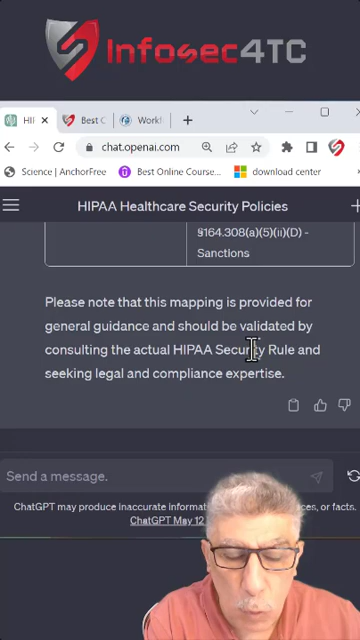 Infosec4TC
HII
Best C
Workf
chat.openai.com
Science | AnchorFree
Best Online Course...
download center
HIPAA Healthcare Security Policies
§164.308(a)(5)(ii)(D) -
Sanctions
Please note that this mapping is provided for
general guidance and should be validated by
consulting the actual HIPAA Security Rule and
seeking legal and compliance expertise.
Send a message.
ChatGPT may produce inaccurate informat ces, or facts.
ChatGPT May 12